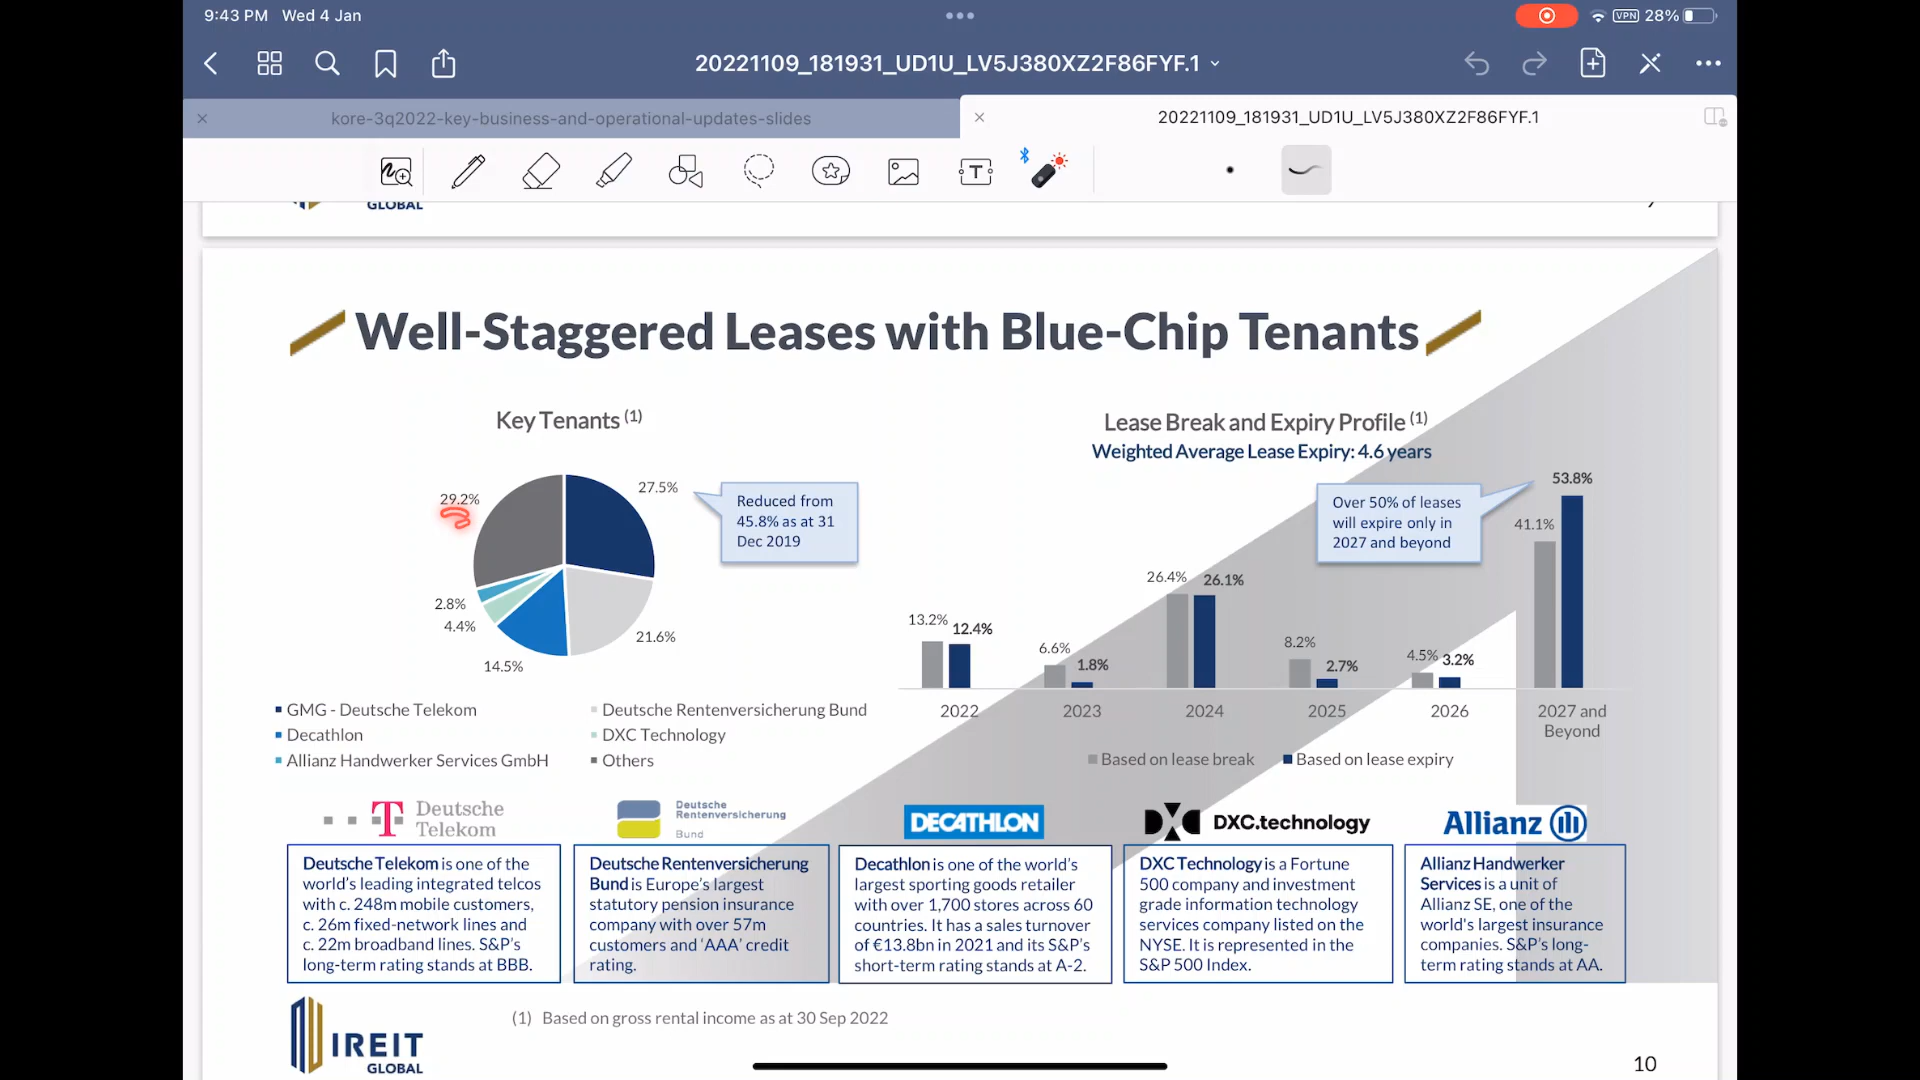 9:43 PM Wed 4 Jan
VPN 28%
20221109_181931_UD1U_LV5J380XZ2F86FYF.1
kore-3q2022-key-business-and-operational-updates-slides
20221109_181931_UD1U_LV5J380XZ2F86FYF.1
T
GLOBAL
Well-Staggered Leases with Blue-Chip Tenants
Key Tenants (1)
29.2%
27.5%
2.8%
4.4%
14.5%
21.6%
Reduced from
45.8% as at 31
Dec 2019
GMG - Deutsche Telekom
Deutsche Rentenversicherung Bund
Decathlon
DXC Technology
Allianz Handwerker Services GmbH
Others
Lease Break and Expiry Profile (1)
Weighted Average Lease Expiry: 4.6 years
Over 50% of leases
will expire only in
2027 and beyond
13.2% 12.4%
6.6% 1.8%
26.4% 26.1%
8.2% 2.7%
4.5% 3.2%
41.1% 53.8%
2022 2023 2024 2025 2026 2027 and
Beyond
Based on lease break Based on lease expiry
T Deutsche
Telekom
Deutsche
Rentenversicherung
Bund
DECATHLON
DXC.technology
Allianz
Deutsche Telekom is one of the
world's leading integrated telcos
with c. 248m mobile customers,
c. 26m fixed-network lines and
c. 22m broadband lines. S&P's
long-term rating stands at BBB.
Deutsche Rentenversicherung
Bund is Europe's largest
statutory pension insurance
company with over 57m
customers and 'AAA' credit
rating.
Decathlon is one of the world's
largest sporting goods retailer
with over 1,700 stores across 60
countries. It has a sales turnover
of €13.8bn in 2021 and its S&P's
short-term rating stands at A-2.
DXC Technology is a Fortune
500 company and investment
grade information technology
services company listed on the
NYSE. It is represented in the
S&P 500 Index.
Allianz Handwerker
Services is a unit of
Allianz SE, one of the
world's largest insurance
companies. S&P's long-
term rating stands at AA.
IREIT
GLOBAL
(1) Based on gross rental income as at 30 Sep 2022
10